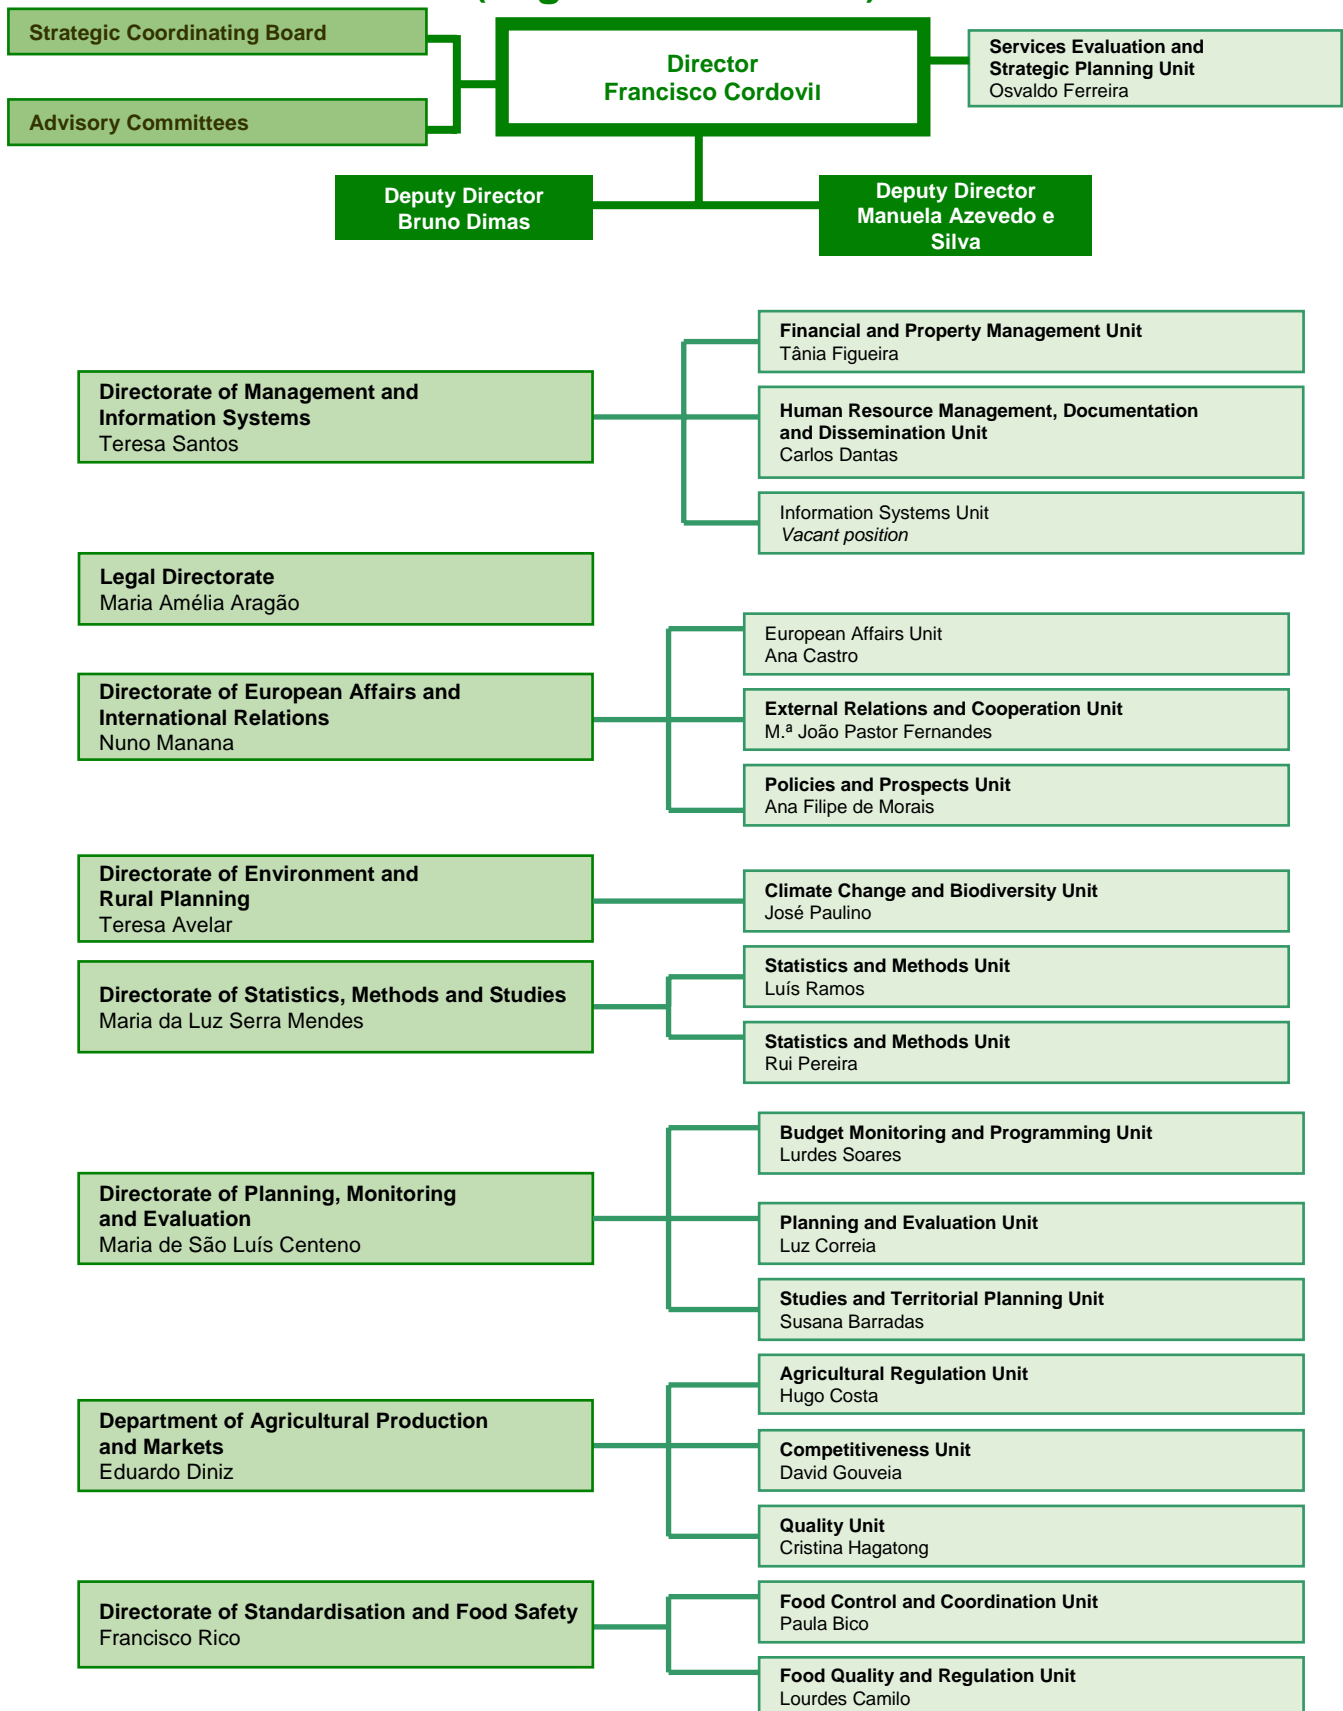 Strategic Coordinating Board
Advisory Committees
Director
Francisco Cordovil
Services Evaluation and
Strategic Planning Unit
Osvaldo Ferreira
Deputy Director
Bruno Dimas
Deputy Director
Manuela Azevedo e
Silva
Directorate of Management and
Information Systems
Teresa Santos
Financial and Property Management Unit
Tânia Figueira
Human Resource Management, Documentation
and Dissemination Unit
Carlos Dantas
Information Systems Unit
Vacant position
Legal Directorate
Maria Amélia Aragão
Directorate of European Affairs and
International Relations
Nuno Manana
European Affairs Unit
Ana Castro
External Relations and Cooperation Unit
M.ª João Pastor Fernandes
Policies and Prospects Unit
Ana Filipe de Morais
Directorate of Environment and
Rural Planning
Teresa Avelar
Climate Change and Biodiversity Unit
José Paulino
Directorate of Statistics, Methods and Studies
Maria da Luz Serra Mendes
Statistics and Methods Unit
Luís Ramos
Statistics and Methods Unit
Rui Pereira
Directorate of Planning, Monitoring
and Evaluation
Maria de São Luís Centeno
Budget Monitoring and Programming Unit
Lurdes Soares
Planning and Evaluation Unit
Luz Correia
Studies and Territorial Planning Unit
Susana Barradas
Department of Agricultural Production
and Markets
Eduardo Diniz
Agricultural Regulation Unit
Hugo Costa
Competitiveness Unit
David Gouveia
Quality Unit
Cristina Hagatong
Directorate of Standardisation and Food Safety
Francisco Rico
Food Control and Coordination Unit
Paula Bico
Food Quality and Regulation Unit
Lourdes Camilo